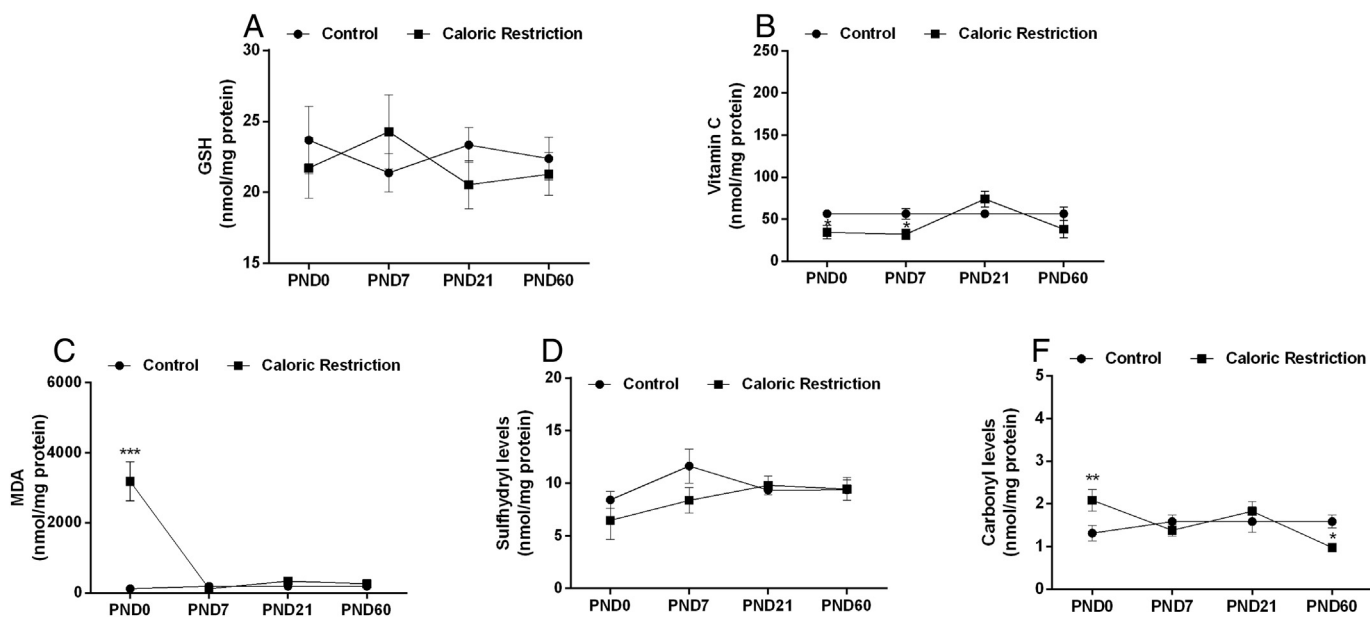 A
Control Caloric Restriction
GSH
(nmol/mg protein)
30
25
20
15
PND0 PND7 PND21 PND60
B
Control Caloric Restriction
Vitamin C
(nmol/mg protein)
250
200
150
100
50
0
* *
PND0 PND7 PND21 PND60
C
Control Caloric Restriction
MDA
(nmol/mg protein)
6000
4000
2000
0
***
PND0 PND7 PND21 PND60
D
Control Caloric Restriction
Sulfhydryl levels
(nmol/mg protein)
20
15
10
5
0
PND0 PND7 PND21 PND60
F
Control Caloric Restriction
Carbonyl levels
(nmol/mg protein)
5
4
3
2
1
0
**
*
PND0 PND7 PND21 PND60